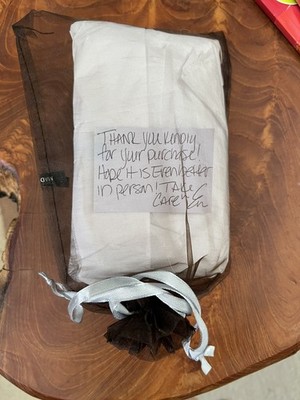 THANK you kindly
for your purchase!
Hope it is Even better
in person! TAKE
CARE